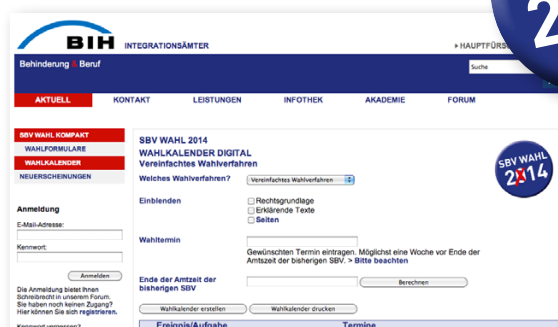 2
BIH INTEGRATIONSÄMTER
Behinderung & Beruf
Suche
AKTUELL KONTAKT LEISTUNGEN INFOTHEK AKADEMIE FORUM
SBV WAHL KOMPAKT
WAHLFORMULARE
WAHLKALENDER
NEUERSCHEINUNGEN
Anmeldung
E-Mail-Adresse:
Kennwort:
Anmelden
Die Anmeldung bietet Ihnen
Schreibrecht in unserem Forum.
Sie haben noch keinen Zugang?
Hier können Sie sich registrieren.
Kennwort vergessen?
SBV WAHL 2014
WAHLKALENDER DIGITAL
Vereinfachtes Wahlverfahren
Welches Wahlverfahren? Vereinfachtes Wahlverfahren
Einblenden Rechtsgrundlage
Erklärende Texte
Seiten
Wahltermin
Gewünschten Termin eintragen. Möglichst eine Woche vor Ende der
Amtszeit der bisherigen SBV. > Bitte beachten
Ende der Amtzeit der
bisherigen SBV Berechnen
Wahlkalender erstellen Wahlkalender drucken
Ereignis/Aufgabe Termine
SBV WAHL
2014